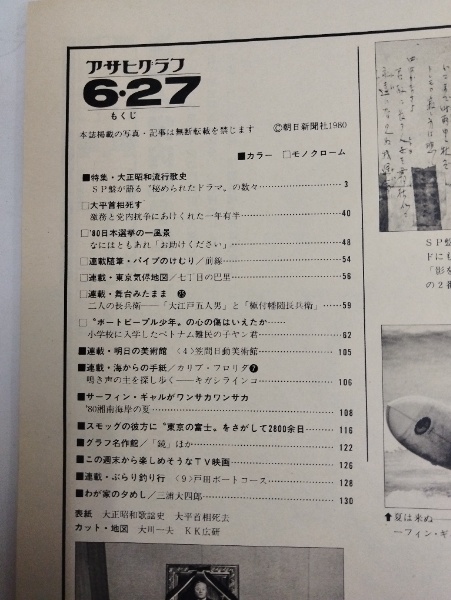 アサヒグラフ
6・27
もくじ
本誌掲載の写真・記事は無断転載を禁じます ©朝日新聞社1980
■カラー □モノクローム
■特集・大正昭和流行歌史
SP盤が語る〝秘められたドラマ〟の数々 3
□大平首相死す
激務と党内抗争にあけくれた一年有半 40
□'80日本選挙の一風景
なにはともあれ「お助けください」 48
□連載随筆・パイプのけむり／前線 54
□連載・東京気侭地図／七丁目の巴里 56
□連載・舞台みたまま
二人の長兵衛――「大江戸五人男」と「極付幡随長兵衛」 59
□〝ボートピープル少年〟の心の傷はいえたか……
小学校に入学したベトナム難民の子ヤン君 62
■連載・明日の美術館〈4〉笠間日動美術館 105
■連載・海からの手紙／カリブ・フロリダ❼
鳴き声の主を探し歩く――キガシラインコ 106
■サーフィン・ギャルがワンサカワンサカ
'80湘南海岸の夏 108
■スモッグの彼方に〝東京の富士〟をさがして2800余日 116
■グラフ名作館／「鏡」ほか 122
■この週末から楽しめそうなTV映画 126
■連載・ぶらり釣り行〈9〉戸田ボートコース 128
■わが家の夕めし／三浦大四郎 130
表紙 大正昭和歌謡史 大平首相死去
カット・地図 大川一夫 KK広研
SP盤
ドにも
「影を
の2衛
⬆夏は来ぬ
ーフィン・ギ